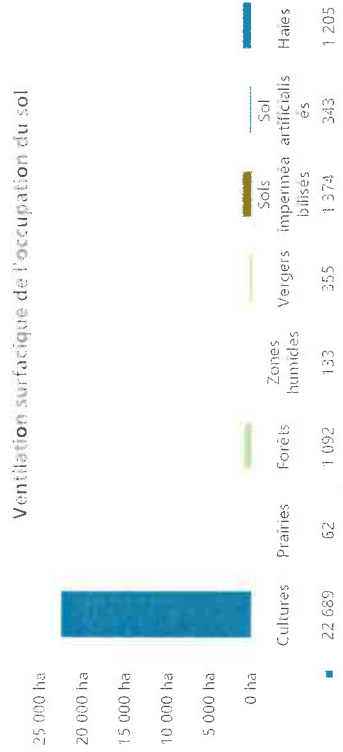 Ventilation surfacique de l'occupation du sol
25 000 ha
20 000 ha
15 000 ha
10 000 ha
5 000 ha
0 ha
Cultures Prairies Forêts Zones humides Vergers Sols imperméa bilisés Sol artificialis és Haies
22 689 62 1 092 133 355 1 374 343 1 205